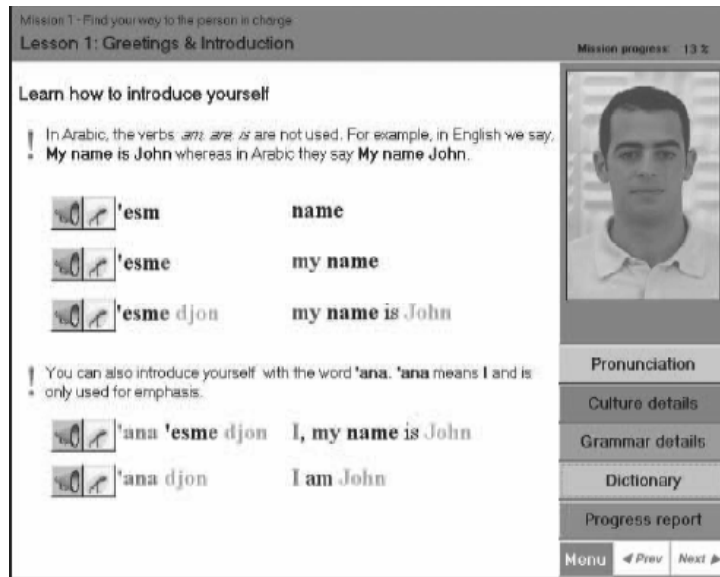 Mission 1 - Find your way to the person in charge
Lesson 1: Greetings & Introduction
Mission progress: 13 %
Learn how to introduce yourself
! In Arabic, the verbs am, are, is are not used. For example, in English we say,
My name is John whereas in Arabic they say My name John.
'esm name
'esme my name
'esme djon my name is John
! You can also introduce yourself with the word 'ana. 'ana means I and is
only used for emphasis.
'ana 'esme djon I, my name is John
'ana djon I am John
Pronunciation
Culture details
Grammar details
Dictionary
Progress report
Menu Prev Next